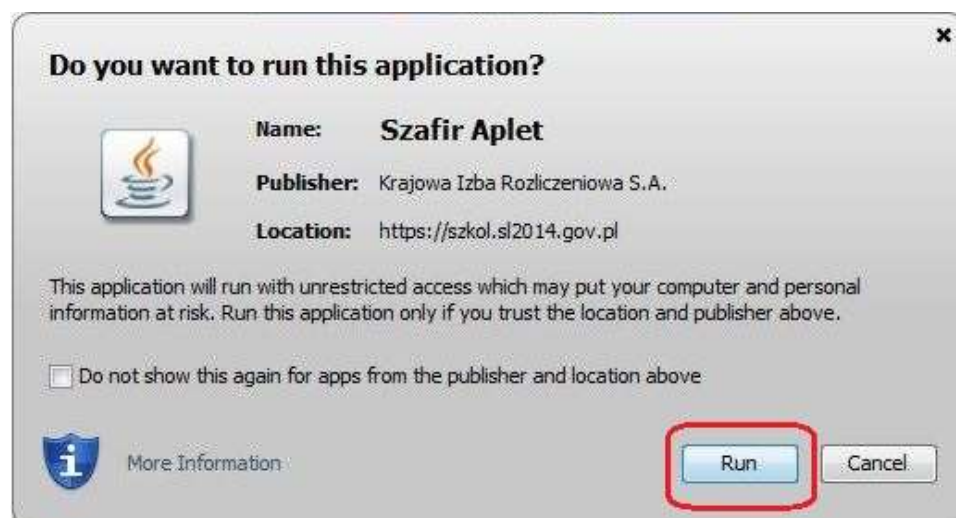 Do you want to run this application?
Name: Szafir Aplet
Publisher: Krajowa Izba Rozliczeniowa S.A.
Location: https://szkol.sl2014.gov.pl
This application will run with unrestricted access which may put your computer and personal
information at risk. Run this application only if you trust the location and publisher above.
Do not show this again for apps from the publisher and location above
More Information
Run
Cancel